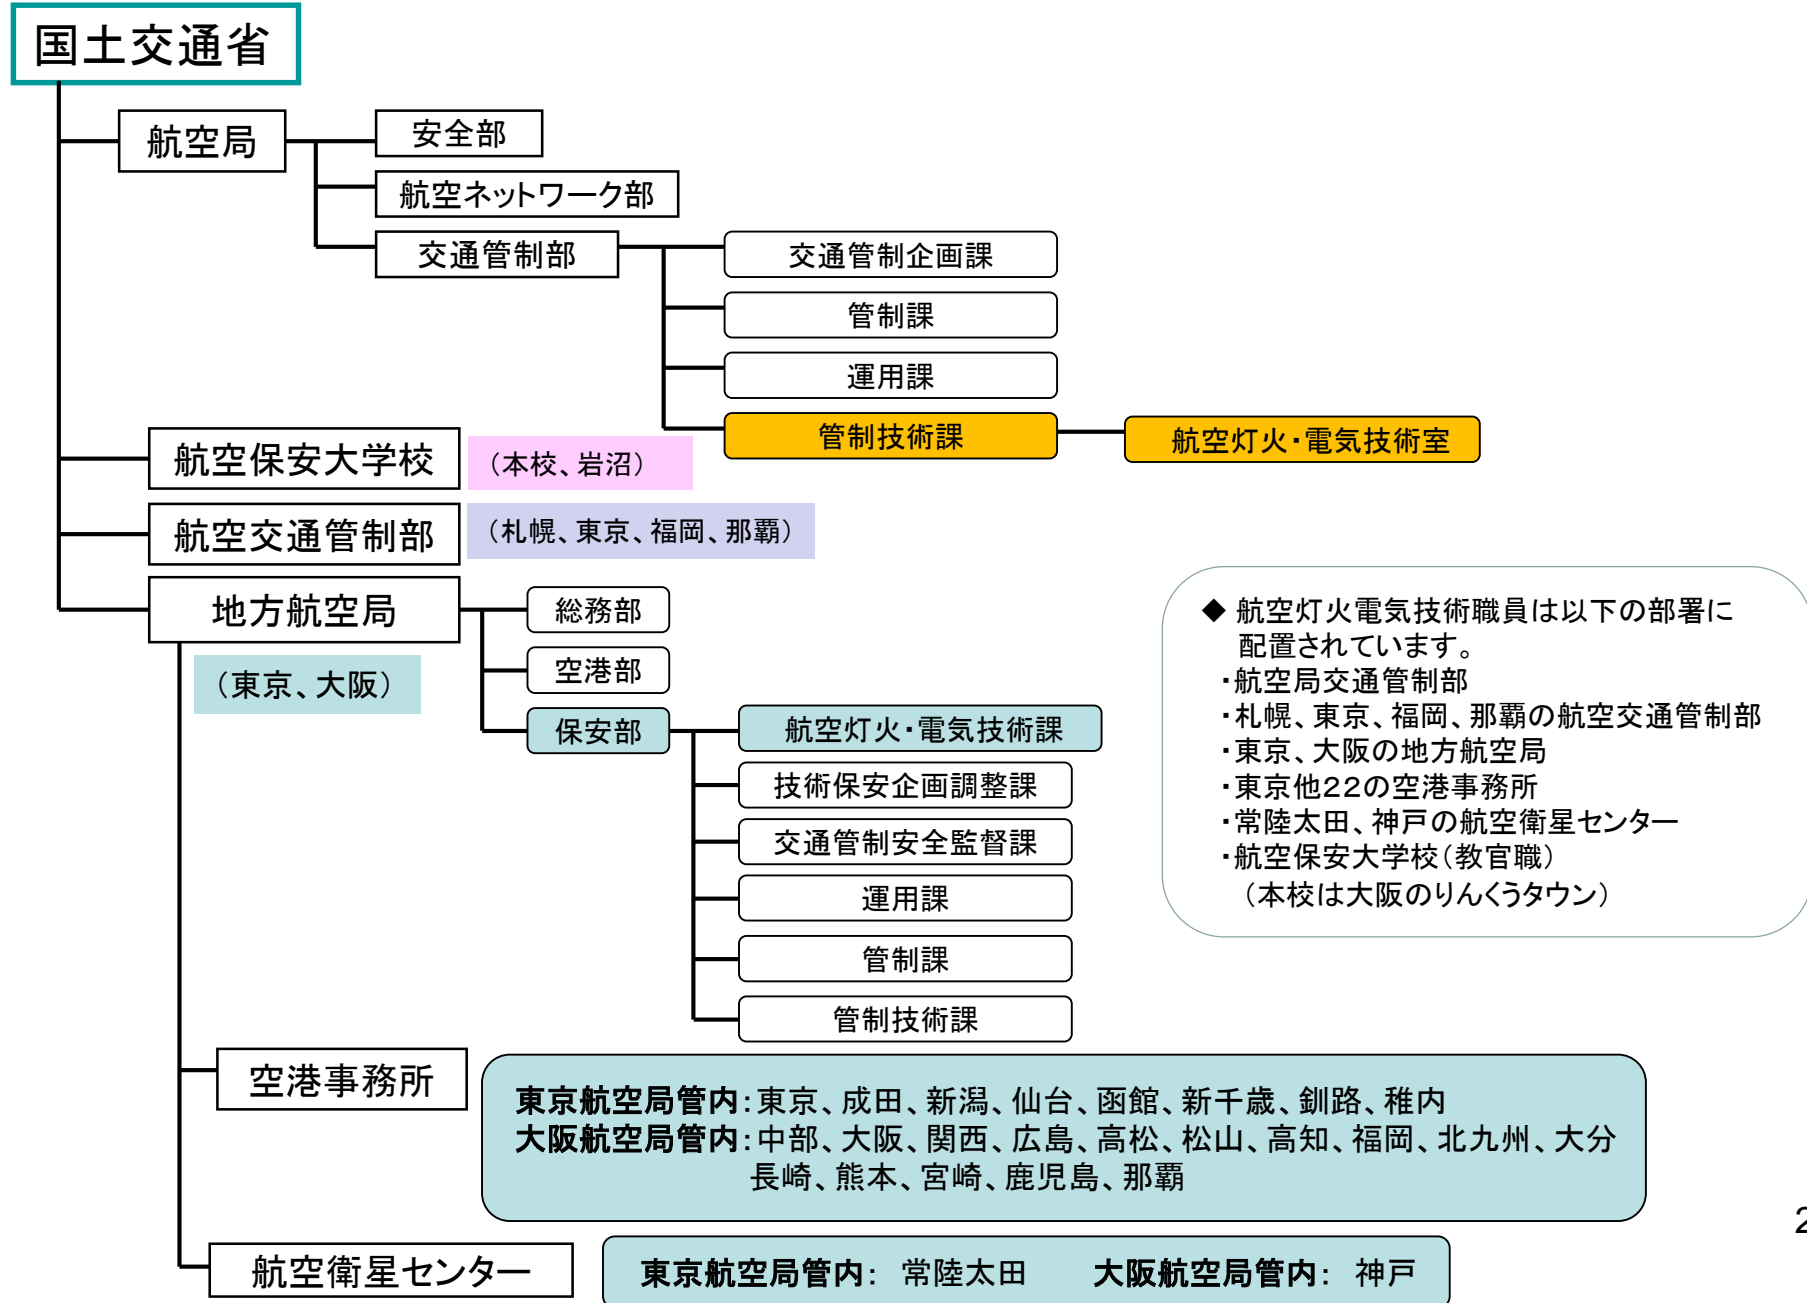 国土交通省
航空局
安全部
航空ネットワーク部
交通管制部
交通管制企画課
管制課
運用課
管制技術課
航空灯火・電気技術室
航空保安大学校
（本校、岩沼）
航空交通管制部
（札幌、東京、福岡、那覇）
地方航空局
（東京、大阪）
総務部
空港部
保安部
航空灯火・電気技術課
技術保安企画調整課
交通管制安全監督課
運用課
管制課
管制技術課
◆ 航空灯火電気技術職員は以下の部署に
配置されています。
・航空局交通管制部
・札幌、東京、福岡、那覇の航空交通管制部
・東京、大阪の地方航空局
・東京他２２の空港事務所
・常陸太田、神戸の航空衛星センター
・航空保安大学校（教官職）
（本校は大阪のりんくうタウン）
空港事務所
東京航空局管内：東京、成田、新潟、仙台、函館、新千歳、釧路、稚内
大阪航空局管内：中部、大阪、関西、広島、高松、松山、高知、福岡、北九州、大分
長崎、熊本、宮崎、鹿児島、那覇
航空衛星センター
東京航空局管内： 常陸太田　　大阪航空局管内： 神戸
2